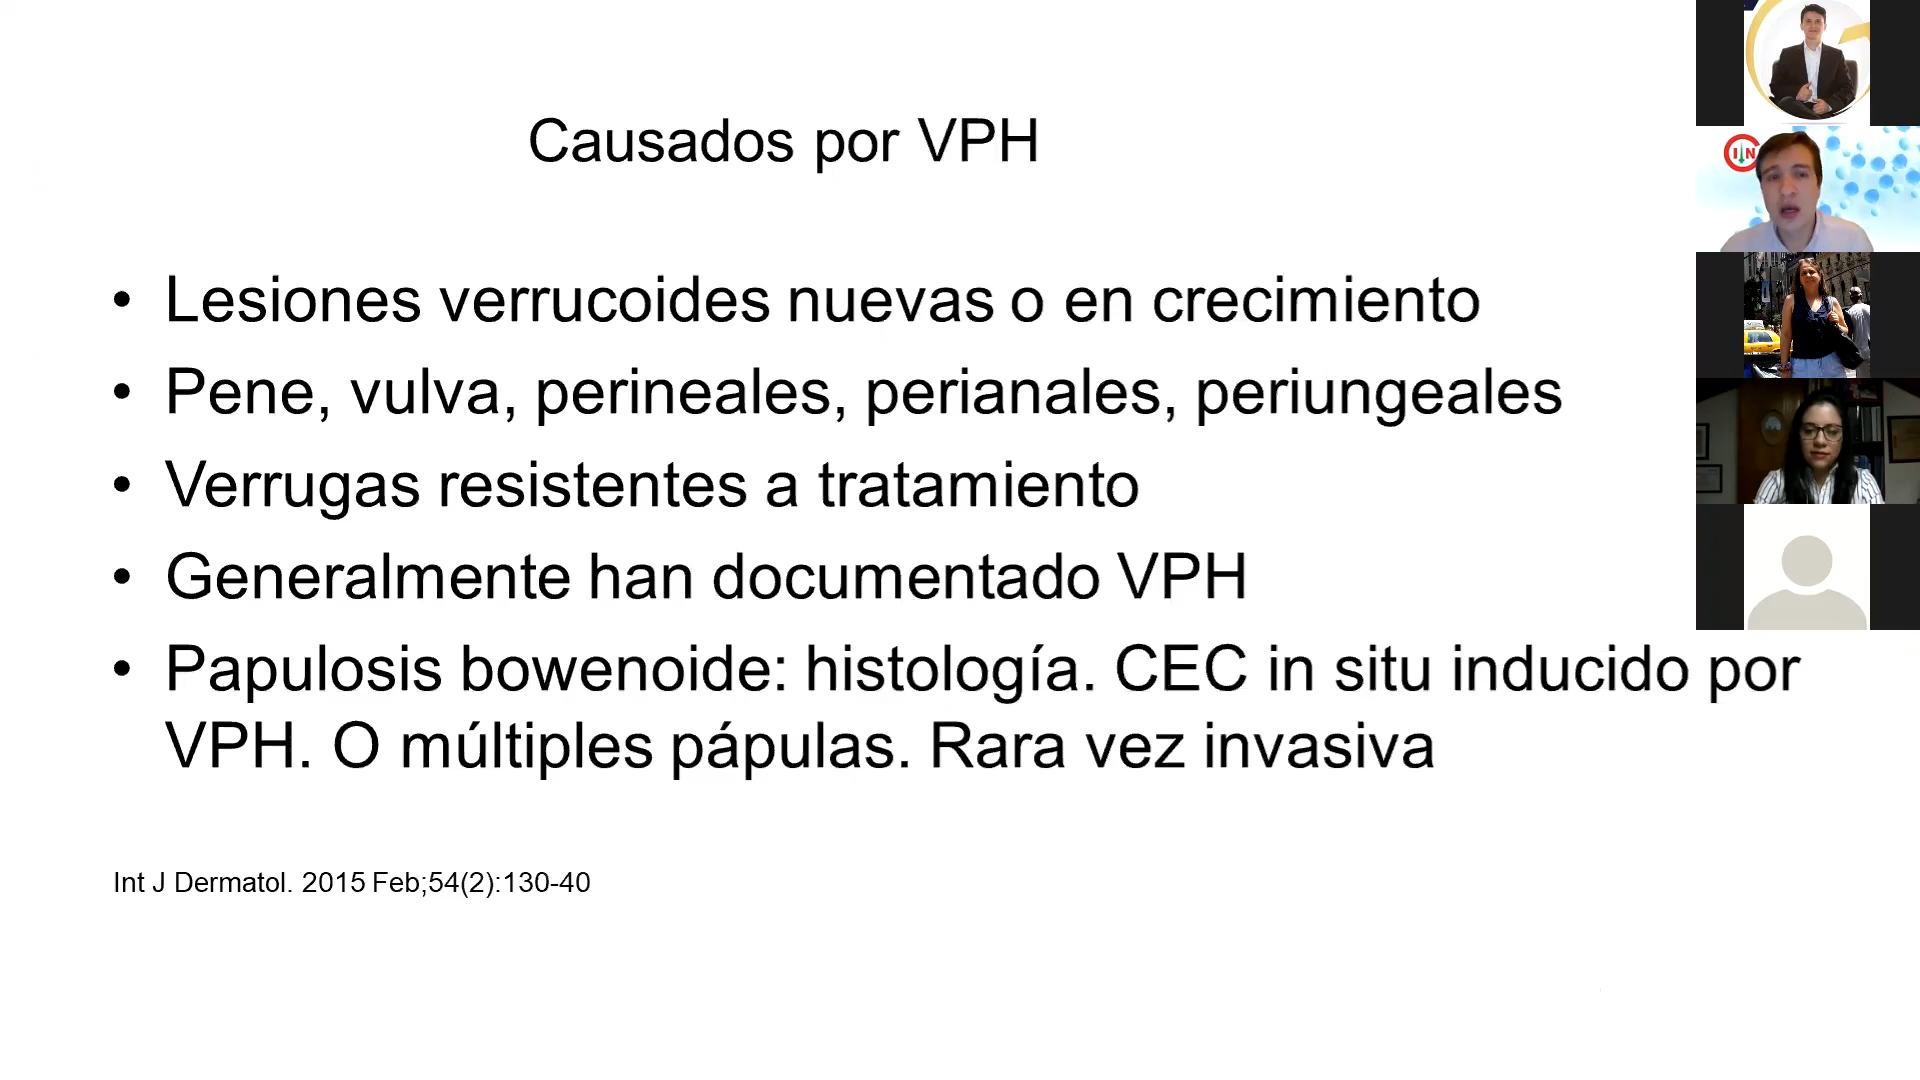 Causados por VPH
• Lesiones verrucoides nuevas o en crecimiento
• Pene, vulva, perineales, perianales, periungeales
• Verrugas resistentes a tratamiento
• Generalmente han documentado VPH
• Papulosis bowenoide: histología. CEC in situ inducido por
VPH. O múltiples pápulas. Rara vez invasiva
Int J Dermatol. 2015 Feb;54(2):130-40